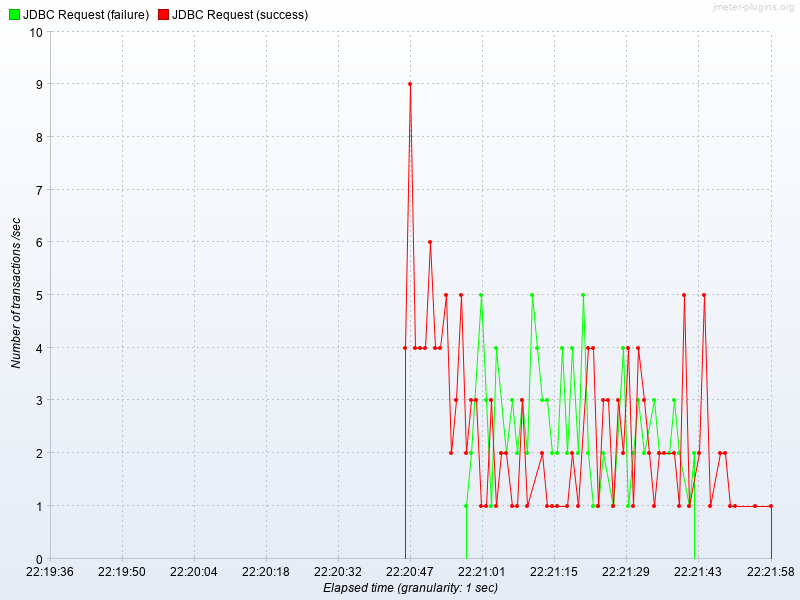 JDBC Request (failure) JDBC Request (success)
jmeter-plugins.org
10
9
8
7
6
5
4
3
2
1
0
Number of transactions /sec
22:19:36 22:19:50 22:20:04 22:20:18 22:20:32 22:20:47 22:21:01 22:21:15 22:21:29 22:21:43 22:21:58
Elapsed time (granularity: 1 sec)